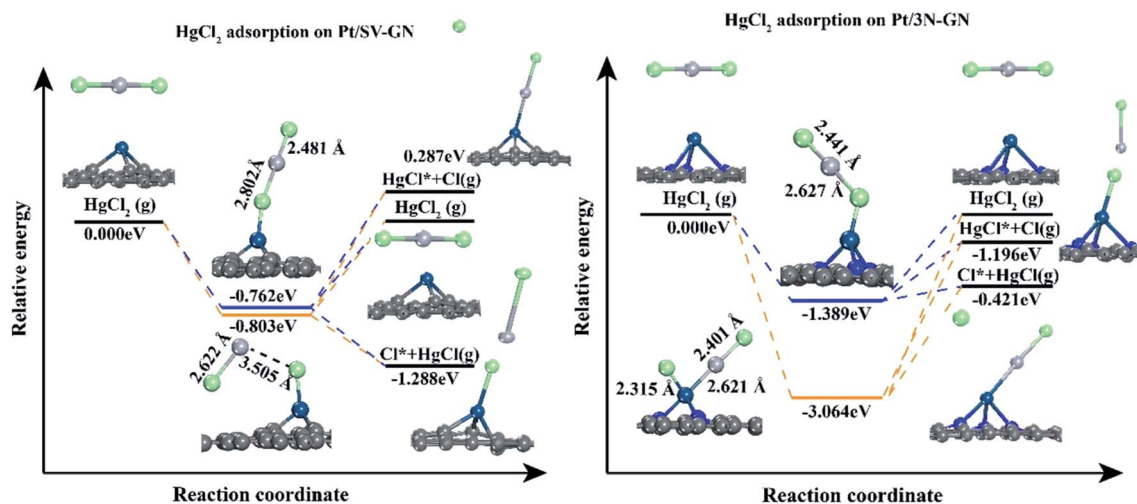 HgCl2 adsorption on Pt/SV-GN
Relative energy
HgCl2 (g)
0.000eV
2.481 Å
2.802Å
-0.762eV
-0.803eV
2.622 Å
3.505 Å
0.287eV
HgCl*+Cl(g)
HgCl2 (g)
Cl*+HgCl(g)
-1.288eV
Reaction coordinate
HgCl2 adsorption on Pt/3N-GN
Relative energy
HgCl2 (g)
0.000eV
2.441 Å
2.627 Å
-1.389eV
2.401 Å
2.315 Å
2.621 Å
-3.064eV
HgCl2 (g)
HgCl*+Cl(g)
-1.196eV
Cl*+HgCl(g)
-0.421eV
Reaction coordinate